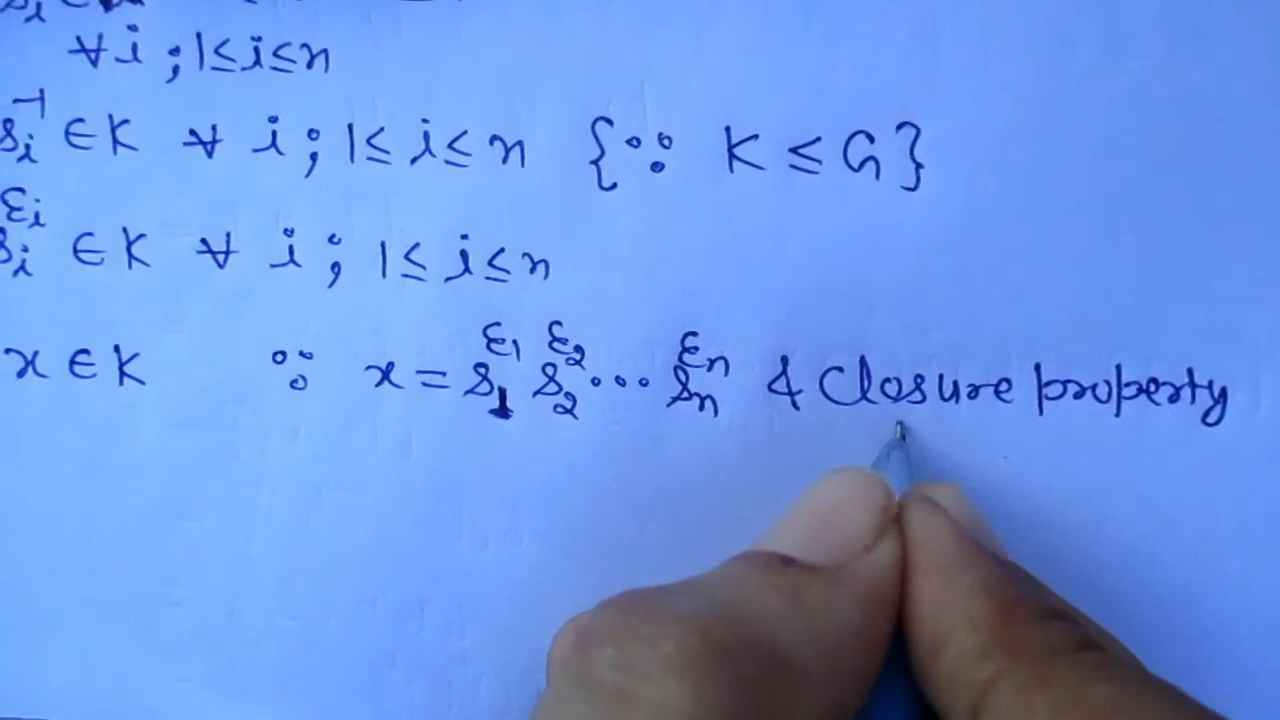 ∀ i ; 1 ≤ i ≤ n
s_i^{-1} ∈ K ∀ i ; 1 ≤ i ≤ n {∵ K ≤ G}
s_i^{ε_i} ∈ K ∀ i ; 1 ≤ i ≤ n
x ∈ K ∵ x = s_1^{ε_1} s_2^{ε_2} ... s_n^{ε_n} & Closure property